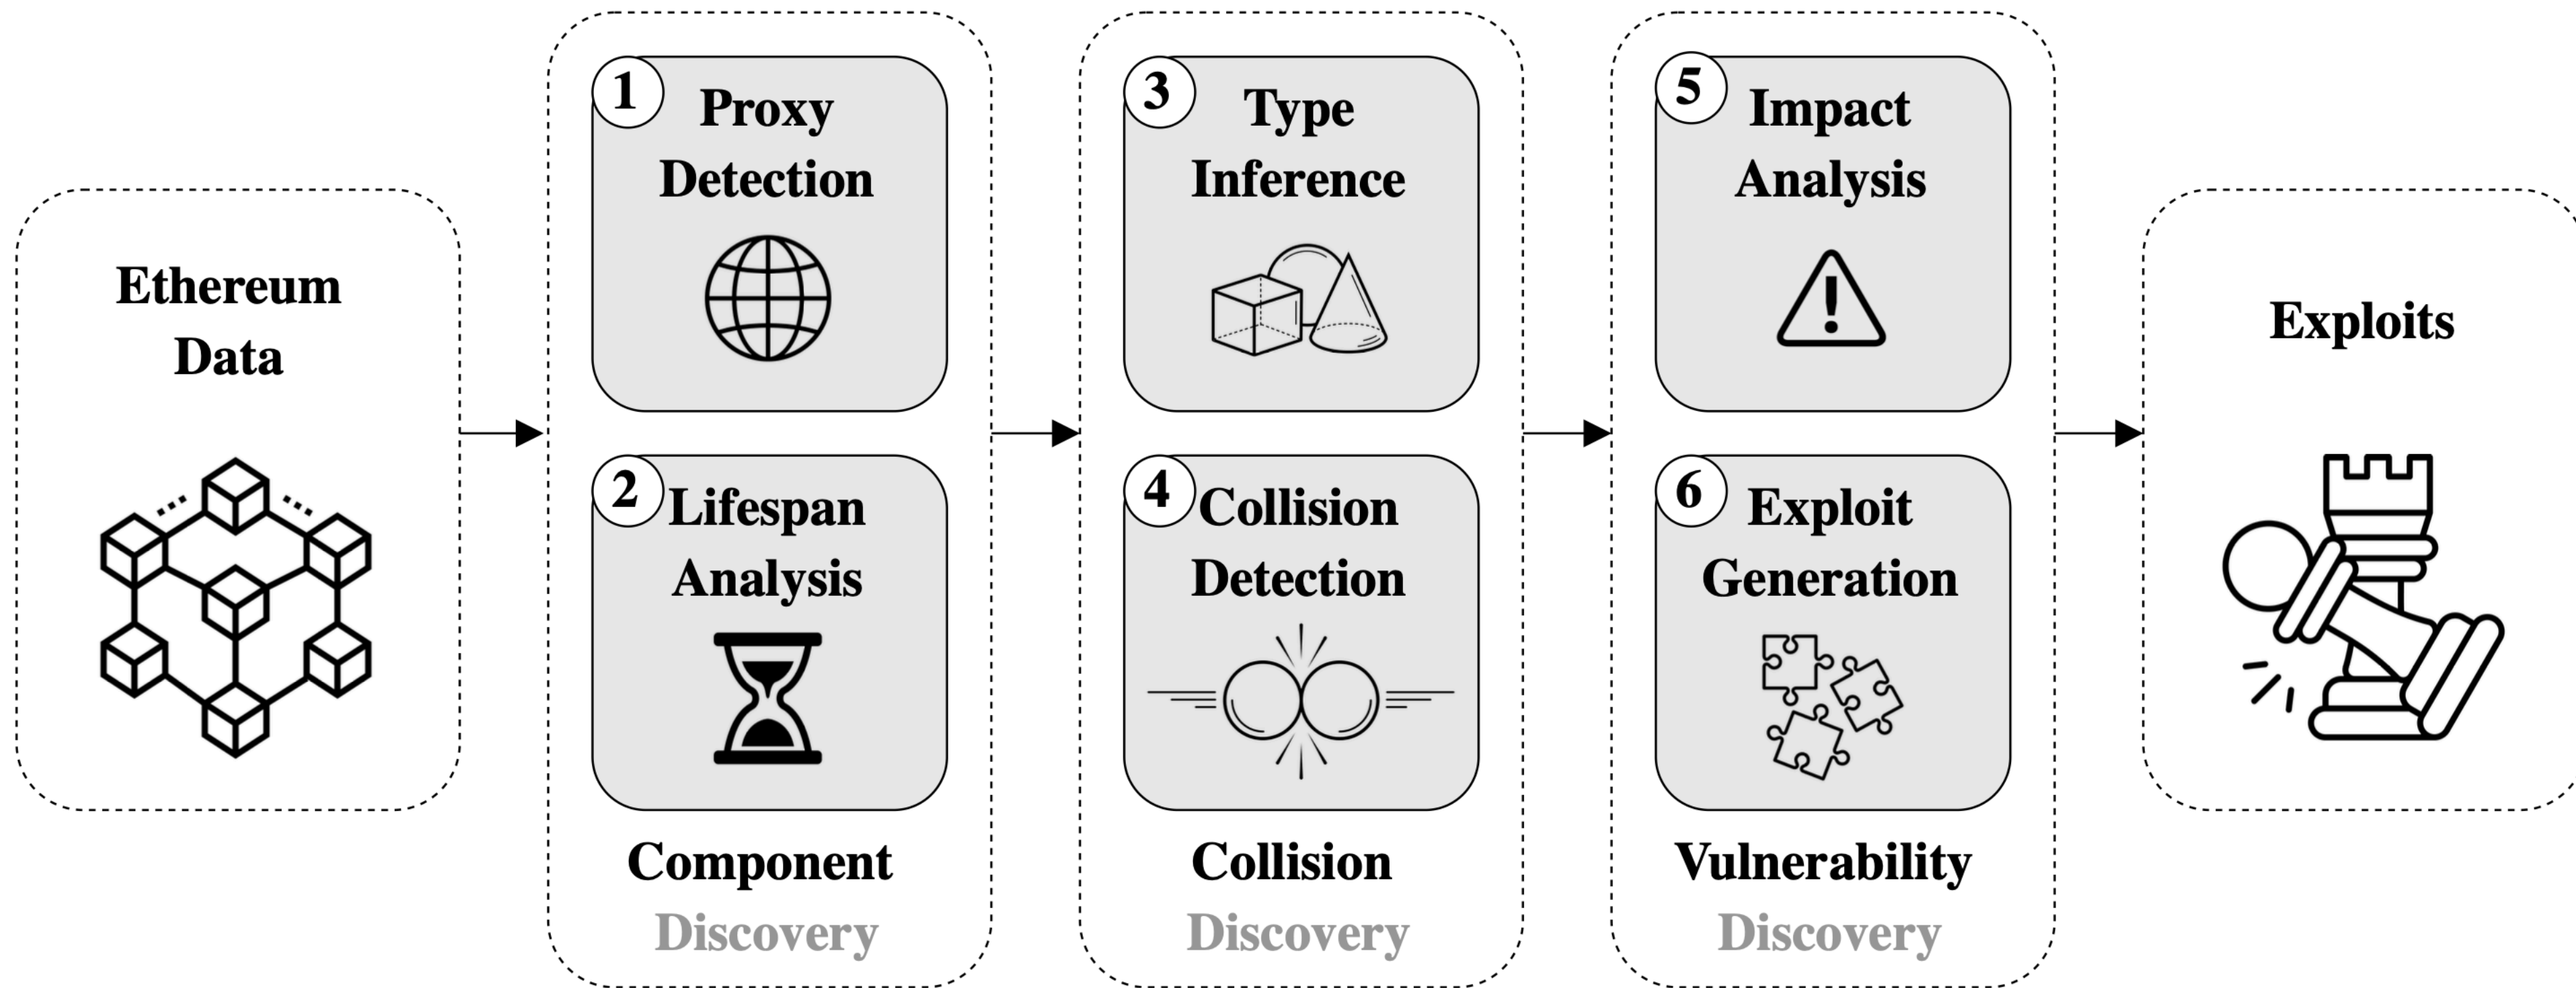 Ethereum
Data
1
Proxy
Detection
2
Lifespan
Analysis
Component
Discovery
3
Type
Inference
4
Collision
Detection
Collision
Discovery
5
Impact
Analysis
6
Exploit
Generation
Vulnerability
Discovery
Exploits